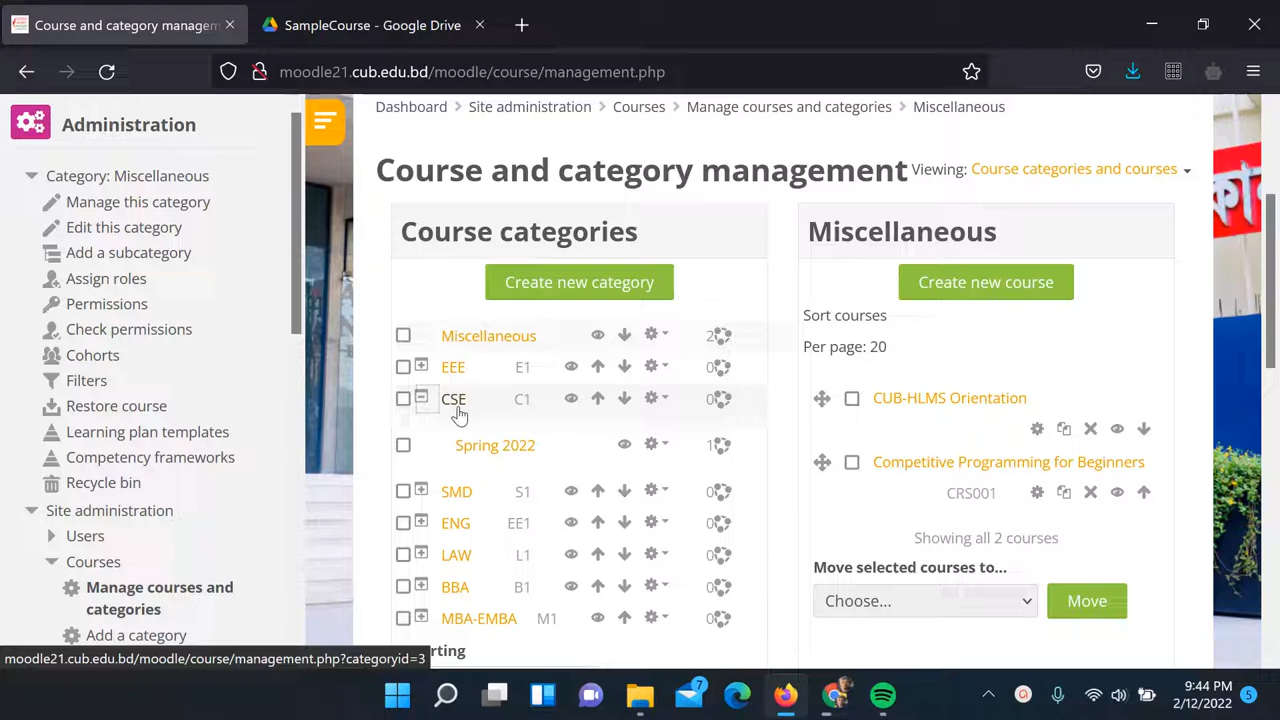 Course and category managem
SampleCourse - Google Drive
moodle21.cub.edu.bd/moodle/course/management.php
Administration
Category: Miscellaneous
Manage this category
Edit this category
Add a subcategory
Assign roles
Permissions
Check permissions
Cohorts
Filters
Restore course
Learning plan templates
Competency frameworks
Recycle bin
Site administration
Users
Courses
Manage courses and
categories
Add a category
moodle21.cub.edu.bd/moodle/course/management.php?categoryid=3
Dashboard Site administration Courses Manage courses and categories Miscellaneous
Course and category management
Viewing: Course categories and courses
Course categories
Create new category
Miscellaneous 2
EEE E1 0
CSE C1 0
Spring 2022 1
SMD S1 0
ENG EE1 0
LAW L1 0
BBA B1 0
MBA-EMBA M1 0
rting
Miscellaneous
Create new course
Sort courses
Per page: 20
CUB-HLMS Orientation
Competitive Programming for Beginners
CRS001
Showing all 2 courses
Move selected courses to...
Choose... Move
7
9:44 PM
2/12/2022
5